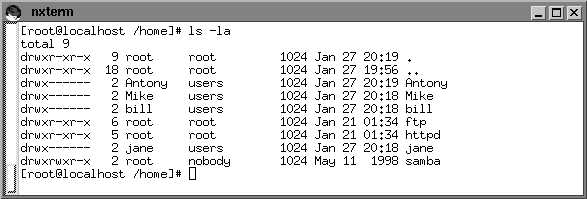 nxterm
[root@localhost /home]# ls -la
total 9
drwxr-xr-x   9 root     root         1024 Jan 27 20:19 .
drwxr-xr-x  18 root     root         1024 Jan 27 19:56 ..
drwx------   2 Antony   users        1024 Jan 27 20:19 Antony
drwx------   2 Mike     users        1024 Jan 27 20:18 Mike
drwx------   2 bill     users        1024 Jan 27 20:18 bill
drwxr-xr-x   6 root     root         1024 Jan 21 01:34 ftp
drwxr-xr-x   5 root     root         1024 Jan 21 01:34 httpd
drwx------   2 jane     users        1024 Jan 27 20:18 jane
drwxrwxr-x   2 root     nobody       1024 May 11  1998 samba
[root@localhost /home]#